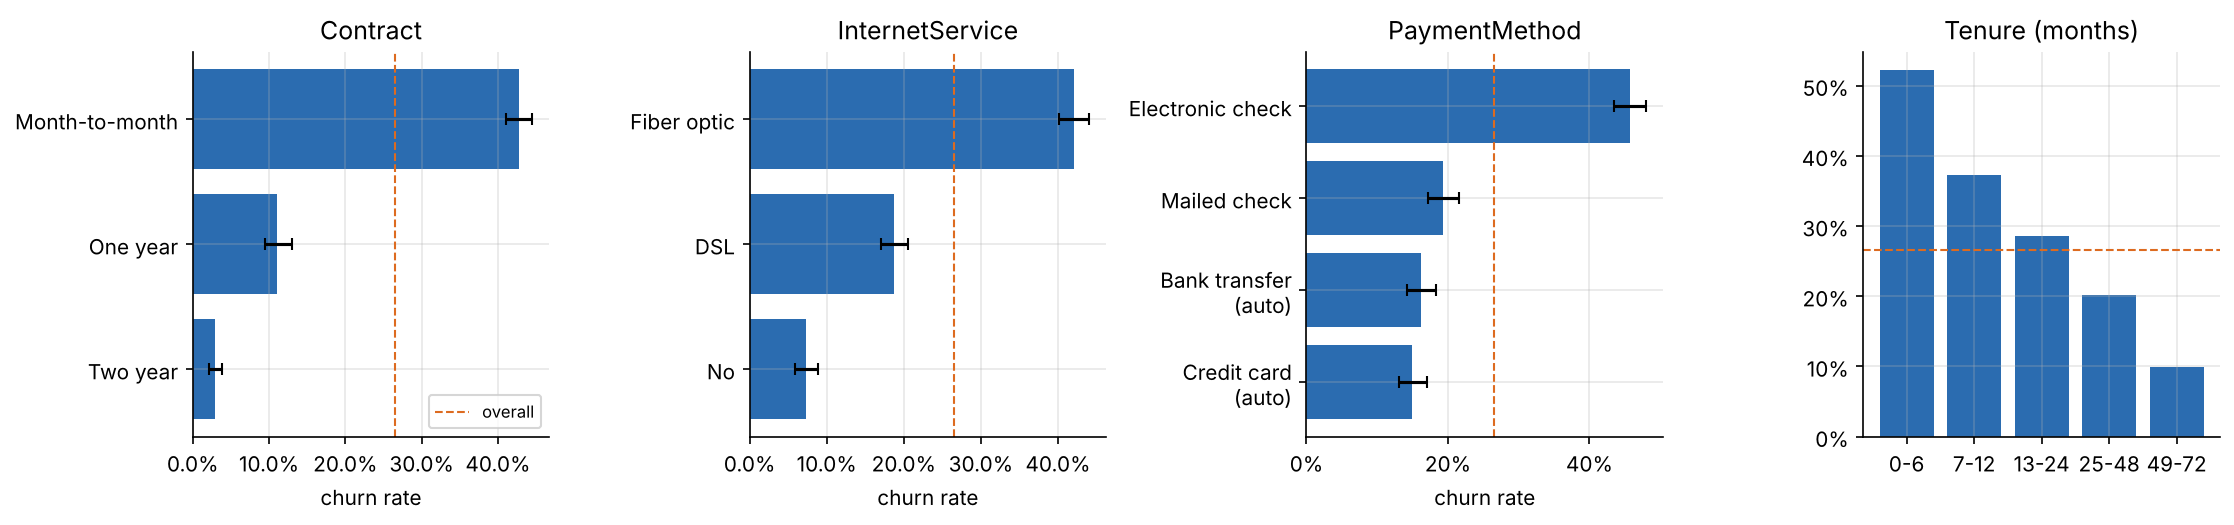 Contract
Month-to-month
One year
Two year
overall
0.0% 10.0% 20.0% 30.0% 40.0%
churn rate
InternetService
Fiber optic
DSL
No
0.0% 10.0% 20.0% 30.0% 40.0%
churn rate
PaymentMethod
Electronic check
Mailed check
Bank transfer
(auto)
Credit card
(auto)
0% 20% 40%
churn rate
Tenure (months)
50%
40%
30%
20%
10%
0%
0-6 7-12 13-24 25-48 49-72